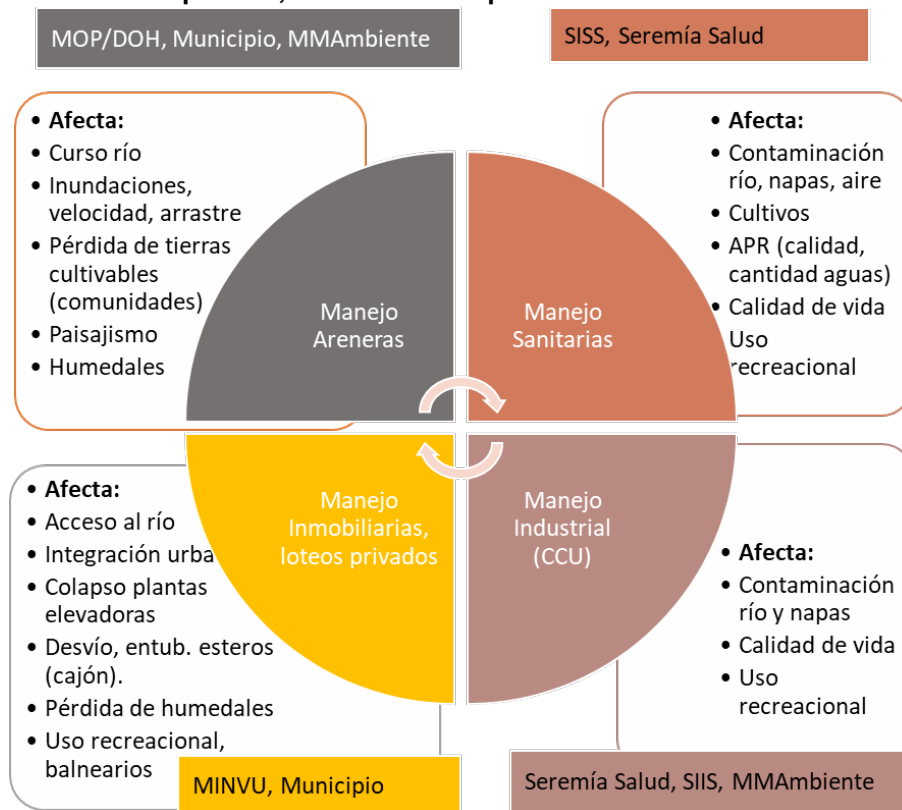 MOP/DOH, Municipio, MMAmbiente
SISS, Seremía Salud
• Afecta:
• Curso río
• Inundaciones,
velocidad, arrastre
• Pérdida de tierras
cultivables
(comunidades)
• Paisajismo
• Humedales
Manejo
Areneras
Manejo
Sanitarias
• Afecta:
• Contaminación
río, napas, aire
• Cultivos
• APR (calidad,
cantidad aguas)
• Calidad de vida
Uso
recreacional
• Afecta:
• Acceso al río
• Integración urba
• Colapso plantas
elevadoras
• Desvío, entub. esteros
(cajón).
• Pérdida de humedales
• Uso recreacional,
balnearios
Manejo
Inmobiliarias,
loteos privados
Manejo
Industrial
(CCU)
• Afecta:
• Contaminación
río y napas
• Calidad de vida
• Uso
recreacional
MINVU, Municipio
Seremía Salud, SIIS, MMAmbiente